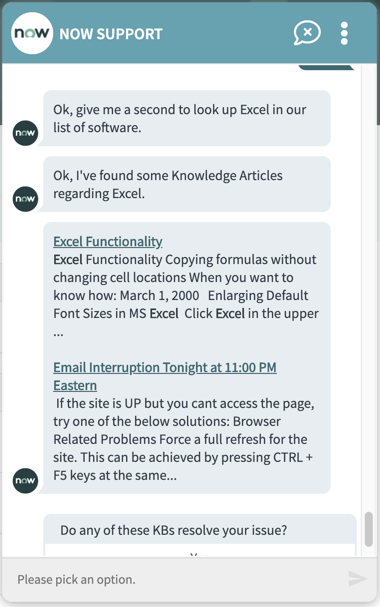 now NOW SUPPORT
Ok, give me a second to look up Excel in our
list of software.
now
Ok, I've found some Knowledge Articles
regarding Excel.
now
Excel Functionality
Excel Functionality Copying formulas without
changing cell locations When you want to
know how: March 1, 2000 Enlarging Default
Font Sizes in MS Excel Click Excel in the upper
...
Email Interruption Tonight at 11:00 PM
Eastern
If the site is UP but you cant access the page,
try one of the below solutions: Browser
Related Problems Force a full refresh for the
site. This can be achieved by pressing CTRL +
F5 keys at the same...
now
Do any of these KBs resolve your issue?
Please pick an option.